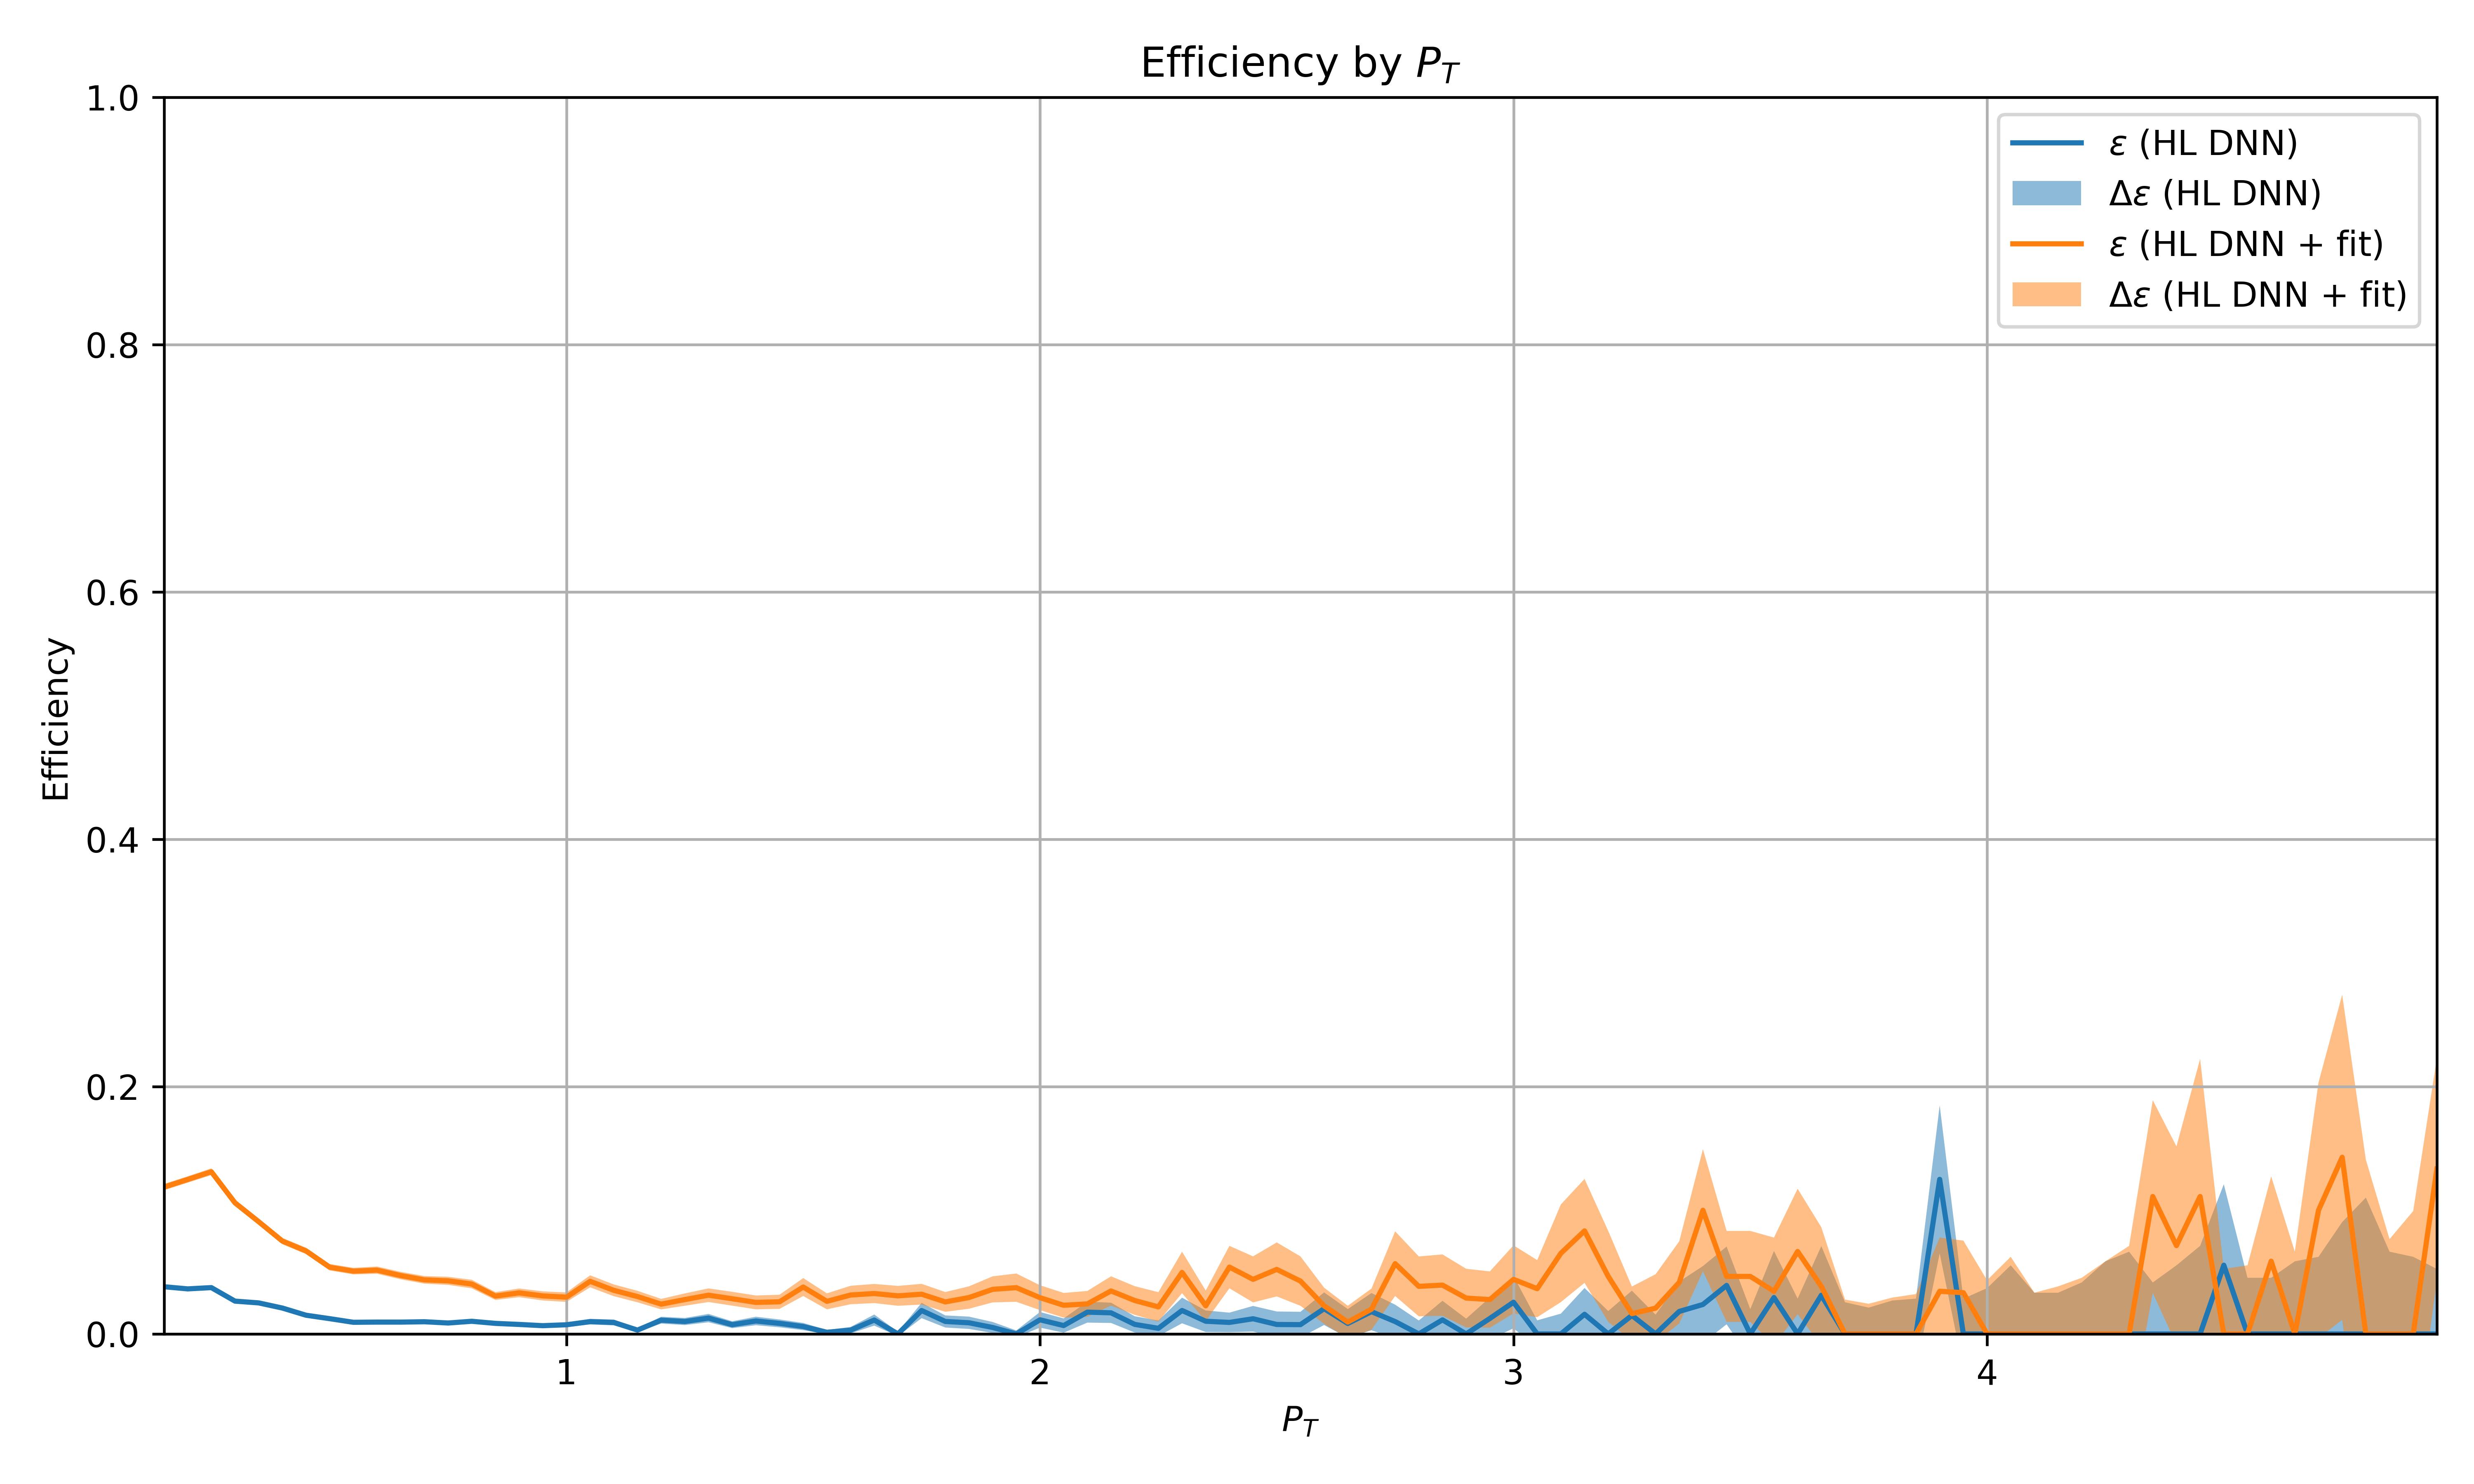 Efficiency by P_T
1.0
0.8
0.6
0.4
0.2
0.0
Efficiency
1 2 3 4
P_T
ε (HL DNN)
Δε (HL DNN)
ε (HL DNN + fit)
Δε (HL DNN + fit)